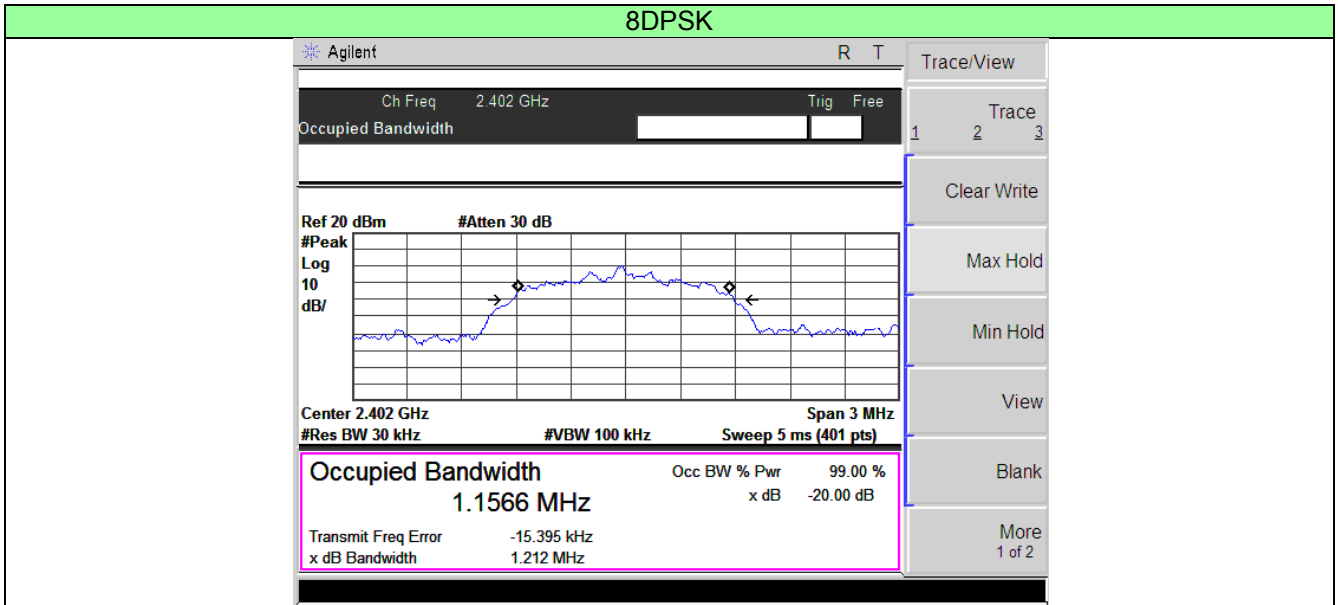 8DPSK
Agilent R T
Trace/View
Ch Freq 2.402 GHz Trig Free
Occupied Bandwidth
Trace
1 2 3
Clear Write
Max Hold
Min Hold
View
Blank
More
1 of 2
Ref 20 dBm #Atten 30 dB
#Peak
Log
10
dB/
Center 2.402 GHz Span 3 MHz
#Res BW 30 kHz #VBW 100 kHz Sweep 5 ms (401 pts)
Occupied Bandwidth Occ BW % Pwr 99.00 %
1.1566 MHz x dB -20.00 dB
Transmit Freq Error -15.395 kHz
x dB Bandwidth 1.212 MHz